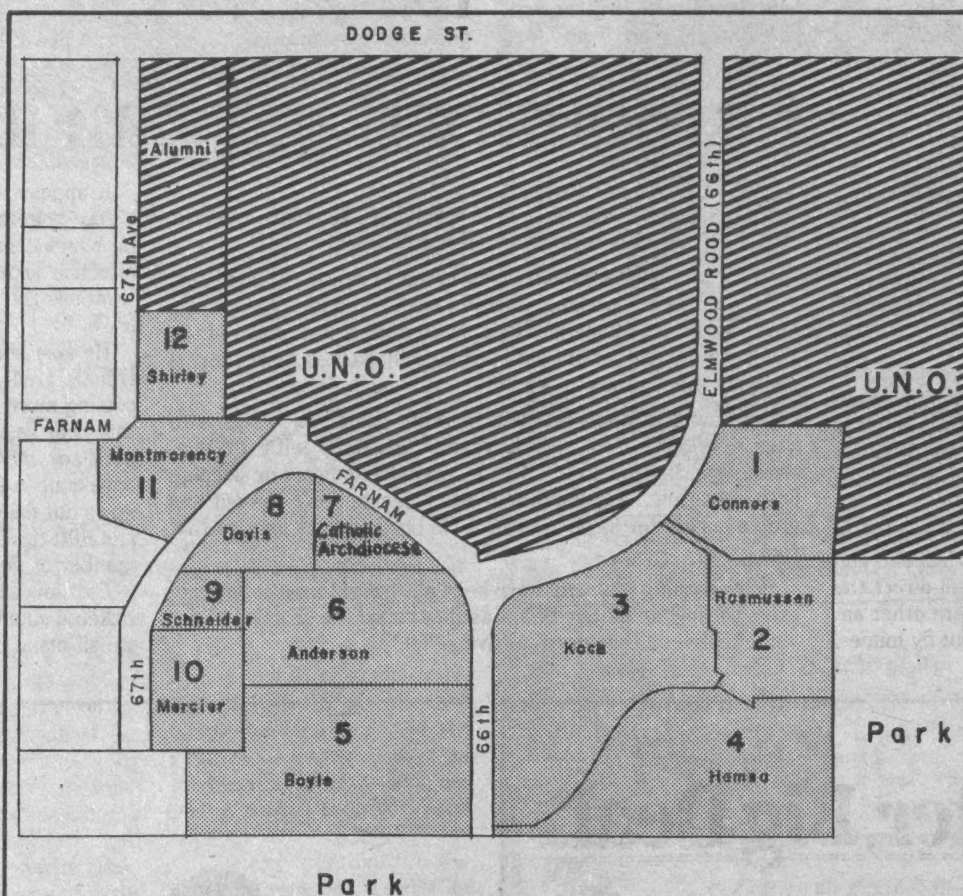 DODGE ST.
Alumni
67th Ave
ELMWOOD ROOD (66th)
12
Shirley
U.N.O.
U.N.O.
FARNAM
Montmorency
11
FARNAM
1
Connors
8
Davis
7
Catholic
Archdiocese
9
Schneider
6
Anderson
3
Koch
Rasmussen
2
10
Mercier
67th
5
Boyle
66th
4
Hamsa
Park
Park